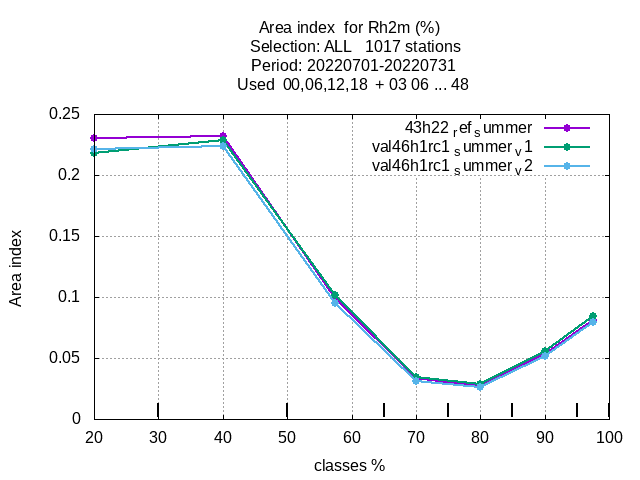 Area index  for Rh2m (%)
Selection: ALL   1017 stations
Period: 20220701-20220731
Used  00,06,12,18  + 03 06 ... 48
43h22 ref summer
val46h1rc1 summer v1
val46h1rc1 summer v2
0.25
0.2
0.15
0.1
0.05
0
Area index
20 30 40 50 60 70 80 90 100
classes %